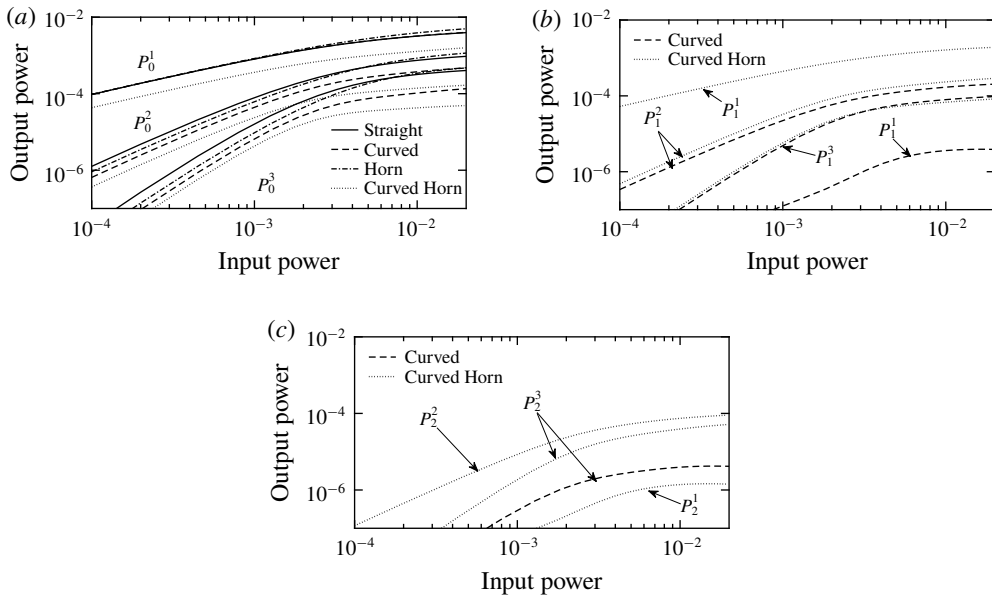 (a)
10^{-2}
10^{-4}
10^{-6}
Output power
P_0^1
P_0^2
P_0^3
Straight
Curved
Horn
Curved Horn
10^{-4}
10^{-3}
10^{-2}
Input power
(b)
10^{-2}
10^{-4}
10^{-6}
Output power
Curved
Curved Horn
P_1^1
P_1^2
P_1^1
P_1^3
10^{-4}
10^{-3}
10^{-2}
Input power
(c)
10^{-2}
10^{-4}
10^{-6}
Output power
Curved
Curved Horn
P_2^2
P_2^3
P_2^1
10^{-4}
10^{-3}
10^{-2}
Input power